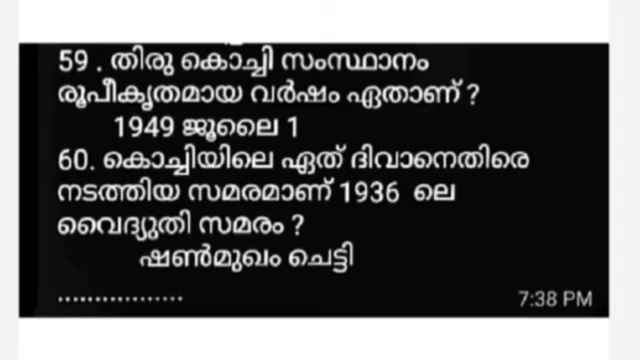 59 . തിരു കൊച്ചി സംസ്ഥാനം
രൂപീകൃതമായ വർഷം ഏതാണ് ?
1949 ജൂലൈ 1
60. കൊച്ചിയിലെ ഏത് ദിവാനെതിരെ
നടത്തിയ സമരമാണ് 1936 ലെ
വൈദ്യുതി സമരം ?
ഷൺമുഖം ചെട്ടി
.................
7:38 PM